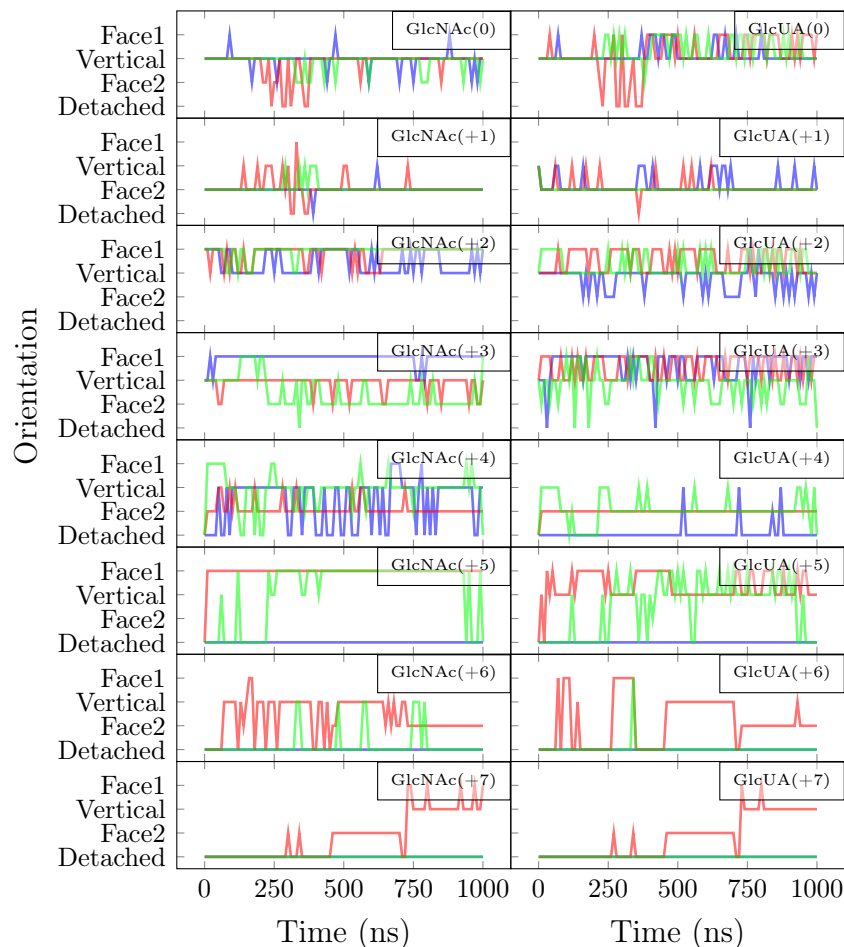 Face1
Vertical
Face2
Detached
GlcNAc(0)
GlcUA(0)
Face1
Vertical
Face2
Detached
GlcNAc(+1)
GlcUA(+1)
Face1
Vertical
Face2
Detached
GlcNAc(+2)
GlcUA(+2)
Face1
Vertical
Face2
Detached
GlcNAc(+3)
GlcUA(+3)
Face1
Vertical
Face2
Detached
GlcNAc(+4)
GlcUA(+4)
Face1
Vertical
Face2
Detached
GlcNAc(+5)
GlcUA(+5)
Face1
Vertical
Face2
Detached
GlcNAc(+6)
GlcUA(+6)
Face1
Vertical
Face2
Detached
GlcNAc(+7)
GlcUA(+7)
Orientation
0 250 500 750 1000
0 250 500 750 1000
Time (ns)
Time (ns)